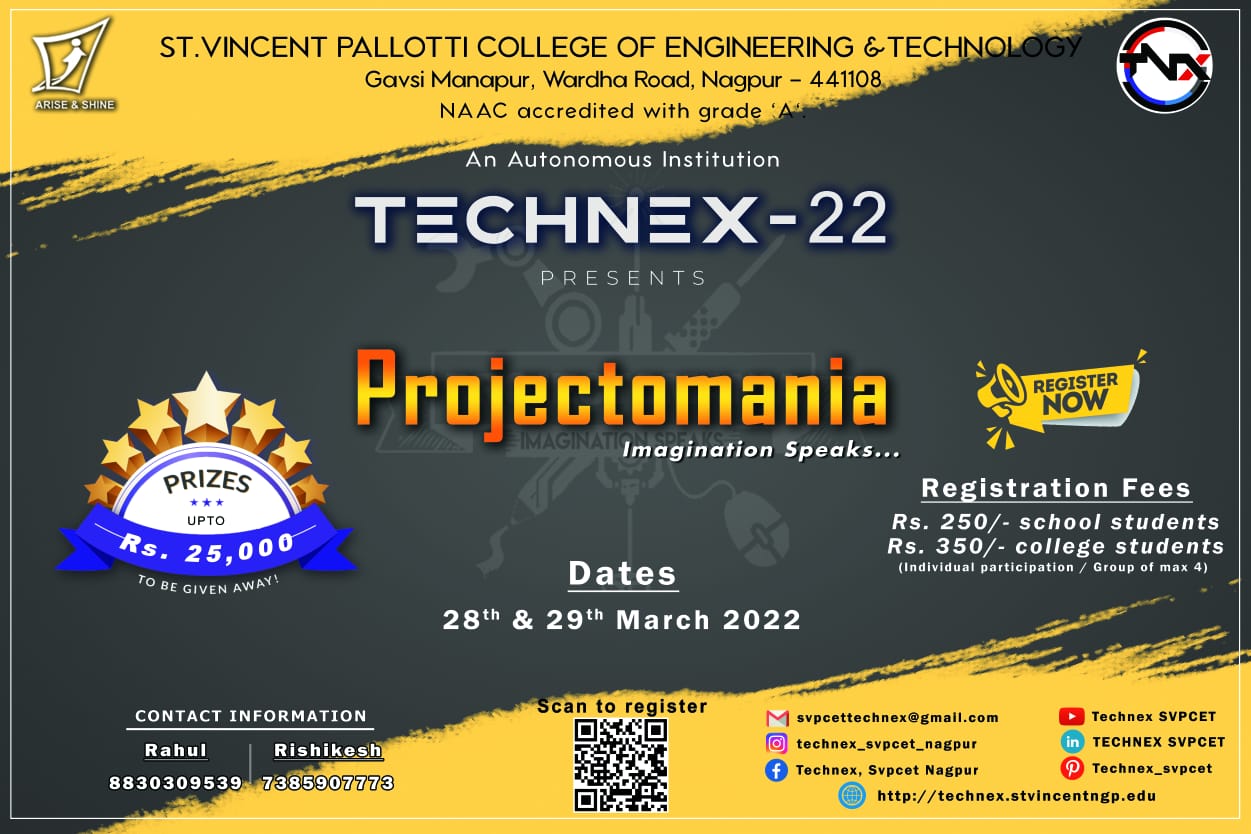 ARISE & SHINE
ST.VINCENT PALLOTTI COLLEGE OF ENGINEERING & TECHNOLOGY
Gavsi Manapur, Wardha Road, Nagpur – 441108
NAAC accredited with grade ‘A‘.
TNX
An Autonomous Institution
TECHNEX-22
PRESENTS
Projectomania
IMAGINATION SPEAKS
Imagination Speaks...
PRIZES
UPTO
Rs. 25,000
TO BE GIVEN AWAY!
REGISTER
NOW
Registration Fees
Rs. 250/- school students
Rs. 350/- college students
(Individual participation / Group of max 4)
Dates
28th & 29th March 2022
CONTACT INFORMATION
Rahul | Rishikesh
8830309539 | 7385907773
Scan to register
svpcettechnex@gmail.com
technex_svpcet_nagpur
Technex, Svpcet Nagpur
Technex SVPCET
TECHNEX SVPCET
Technex_svpcet
http://technex.stvincentngp.edu